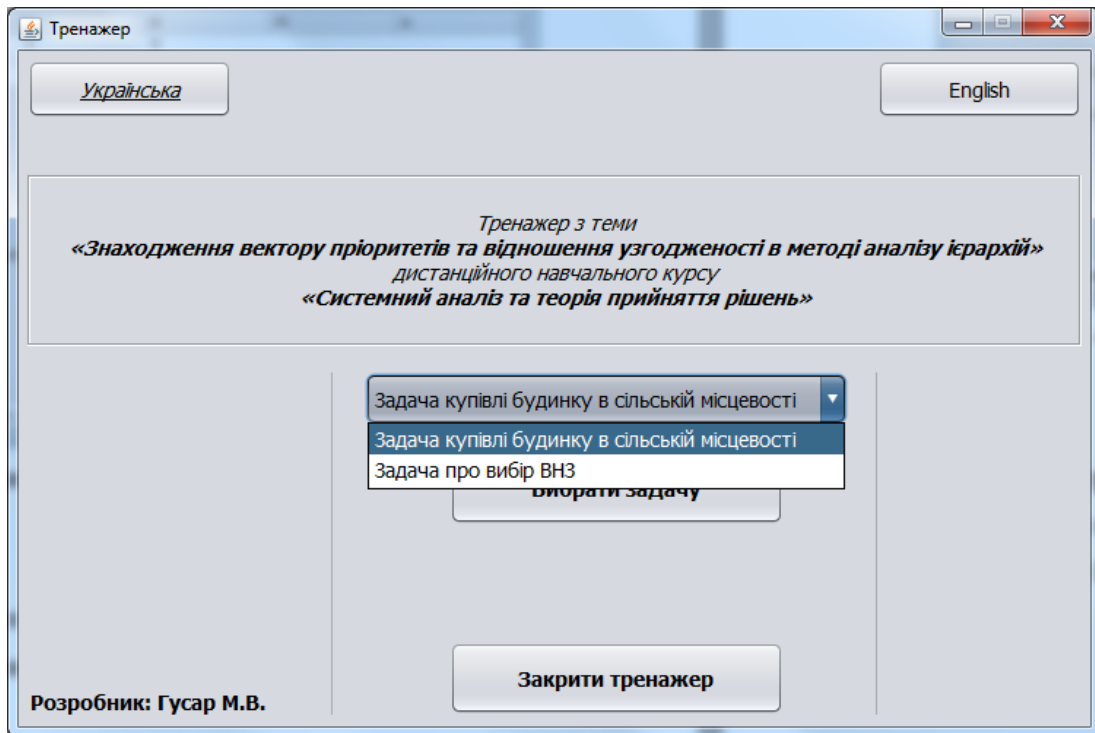 Тренажер
Українська
English
Тренажер з теми
«Знаходження вектору пріоритетів та відношення узгодженості в методі аналізу ієрархій»
дистанційного навчального курсу
«Системний аналіз та теорія прийняття рішень»
Задача купівлі будинку в сільській місцевості
Задача купівлі будинку в сільській місцевості
Задача про вибір ВНЗ
Вибрати задачу
Закрити тренажер
Розробник: Гусар М.В.